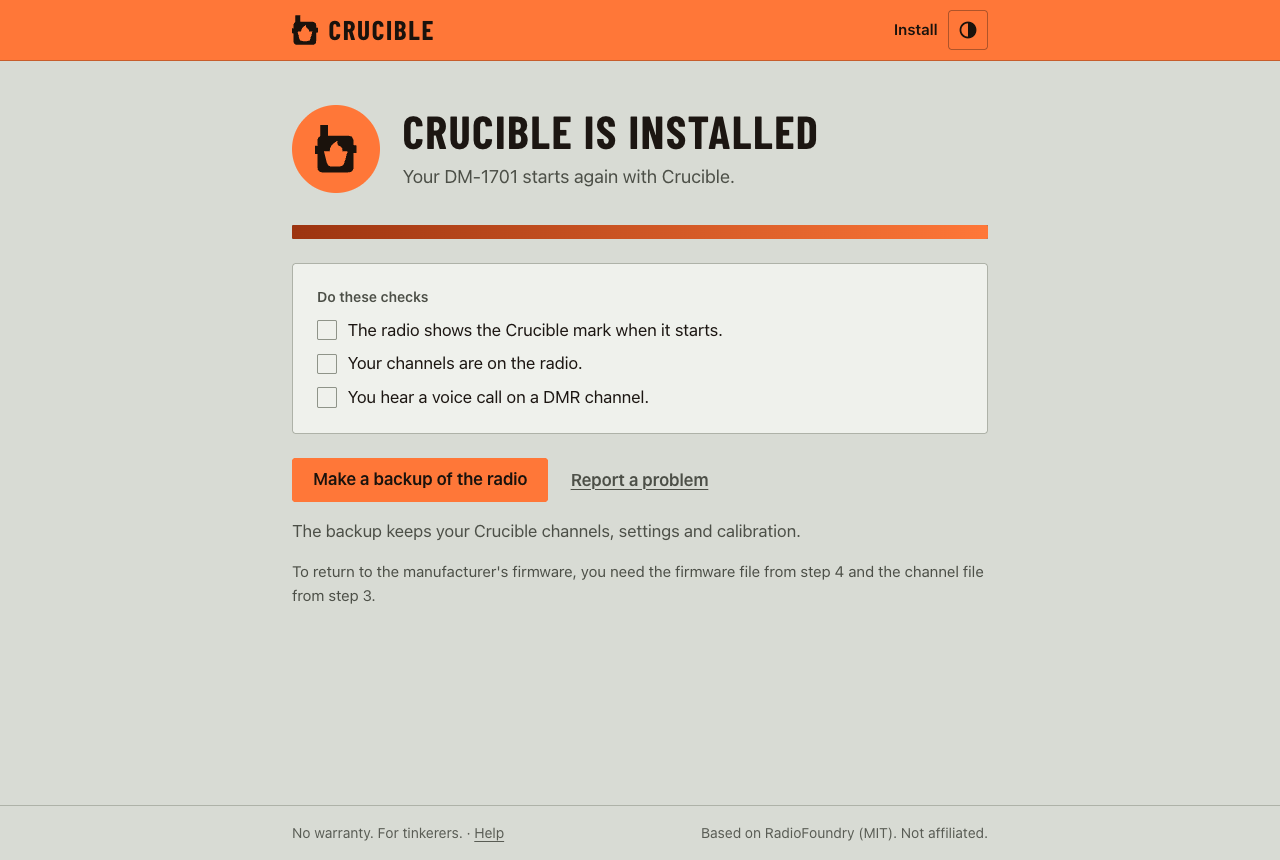 CRUCIBLE
Install
CRUCIBLE IS INSTALLED
Your DM-1701 starts again with Crucible.
Do these checks
The radio shows the Crucible mark when it starts.
Your channels are on the radio.
You hear a voice call on a DMR channel.
Make a backup of the radio
Report a problem
The backup keeps your Crucible channels, settings and calibration.
To return to the manufacturer's firmware, you need the firmware file from step 4 and the channel file
from step 3.
No warranty. For tinkerers. · Help
Based on RadioFoundry (MIT). Not affiliated.